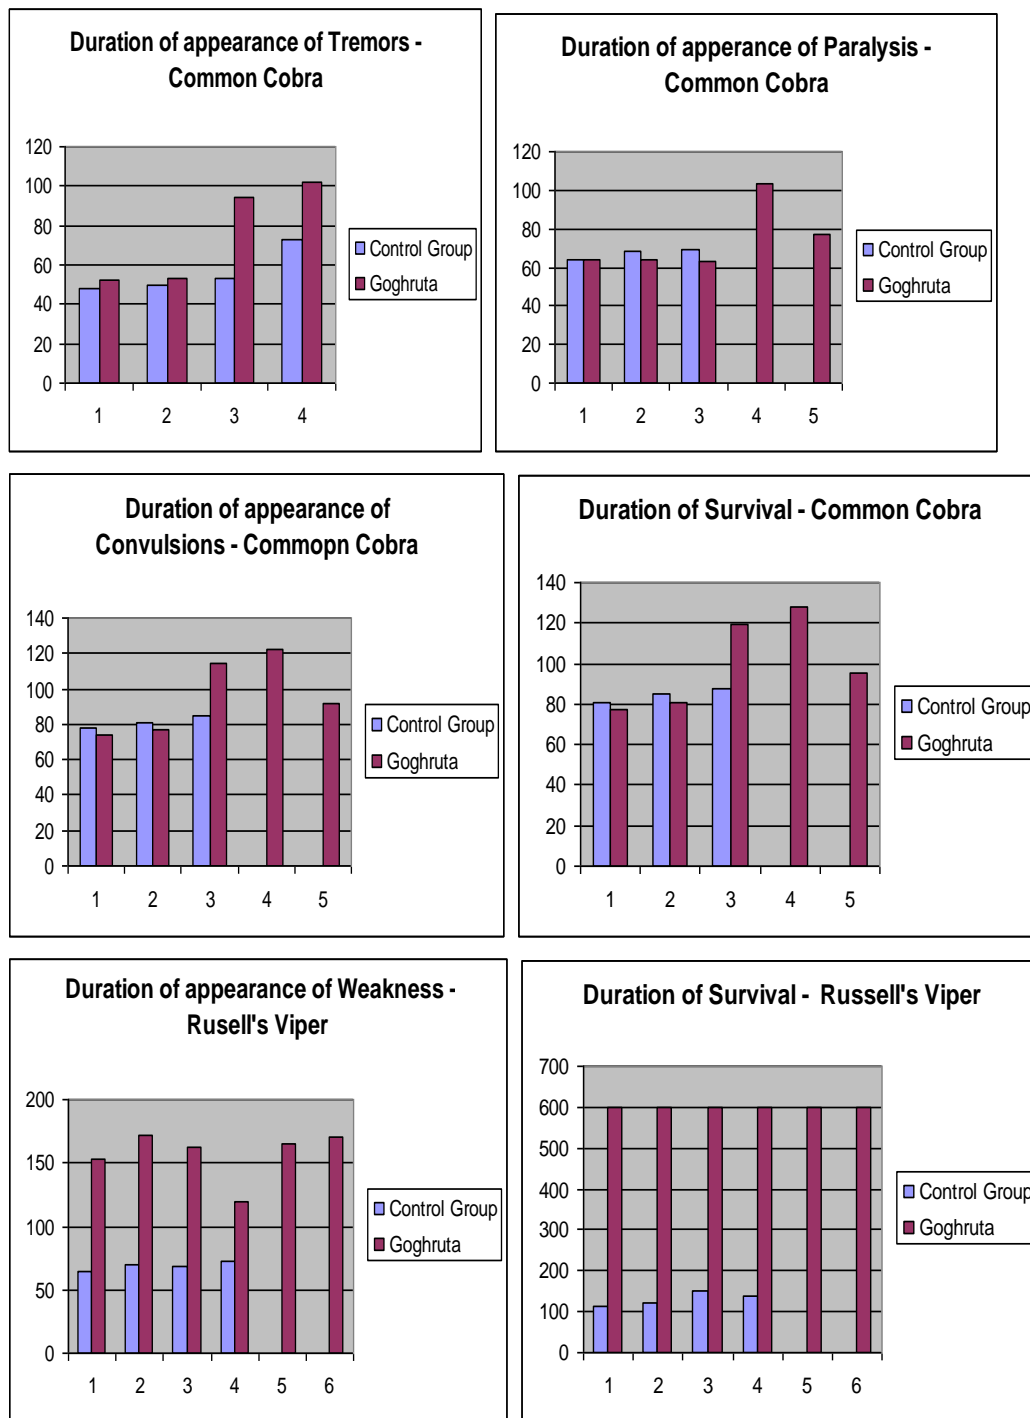 Duration of appearance of Tremors -
Common Cobra
120
100
80
60
40
20
0
1 2 3 4
Control Group
Goghruta
Duration of apperance of Paralysis -
Common Cobra
120
100
80
60
40
20
0
1 2 3 4 5
Control Group
Goghruta
Duration of appearance of
Convulsions - Commopn Cobra
140
120
100
80
60
40
20
0
1 2 3 4 5
Control Group
Goghruta
Duration of Survival - Common Cobra
140
120
100
80
60
40
20
0
1 2 3 4 5
Control Group
Goghruta
Duration of appearance of Weakness -
Rusell's Viper
200
150
100
50
0
1 2 3 4 5 6
Control Group
Goghruta
Duration of Survival - Russell's Viper
700
600
500
400
300
200
100
0
1 2 3 4 5 6
Control Group
Goghruta